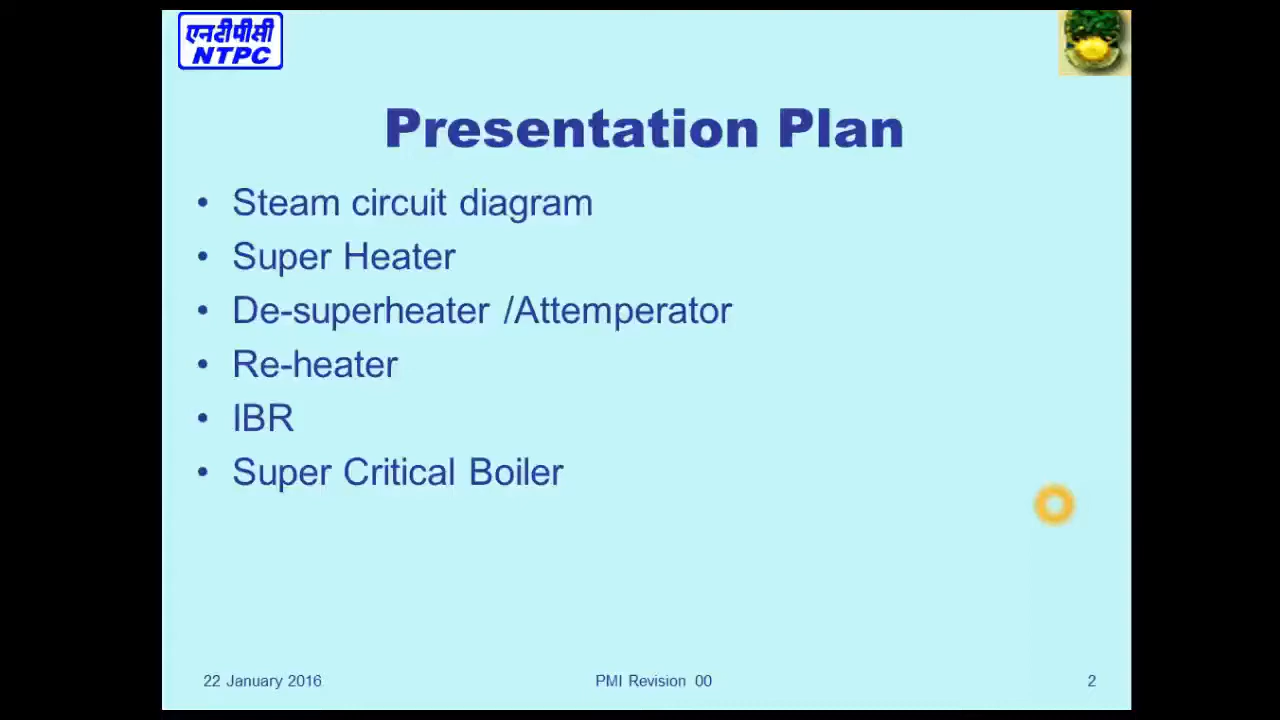 एनटीपीसी
NTPC
Presentation Plan
• Steam circuit diagram
• Super Heater
• De-superheater /Attemperator
• Re-heater
• IBR
• Super Critical Boiler
22 January 2016 PMI Revision 00 2